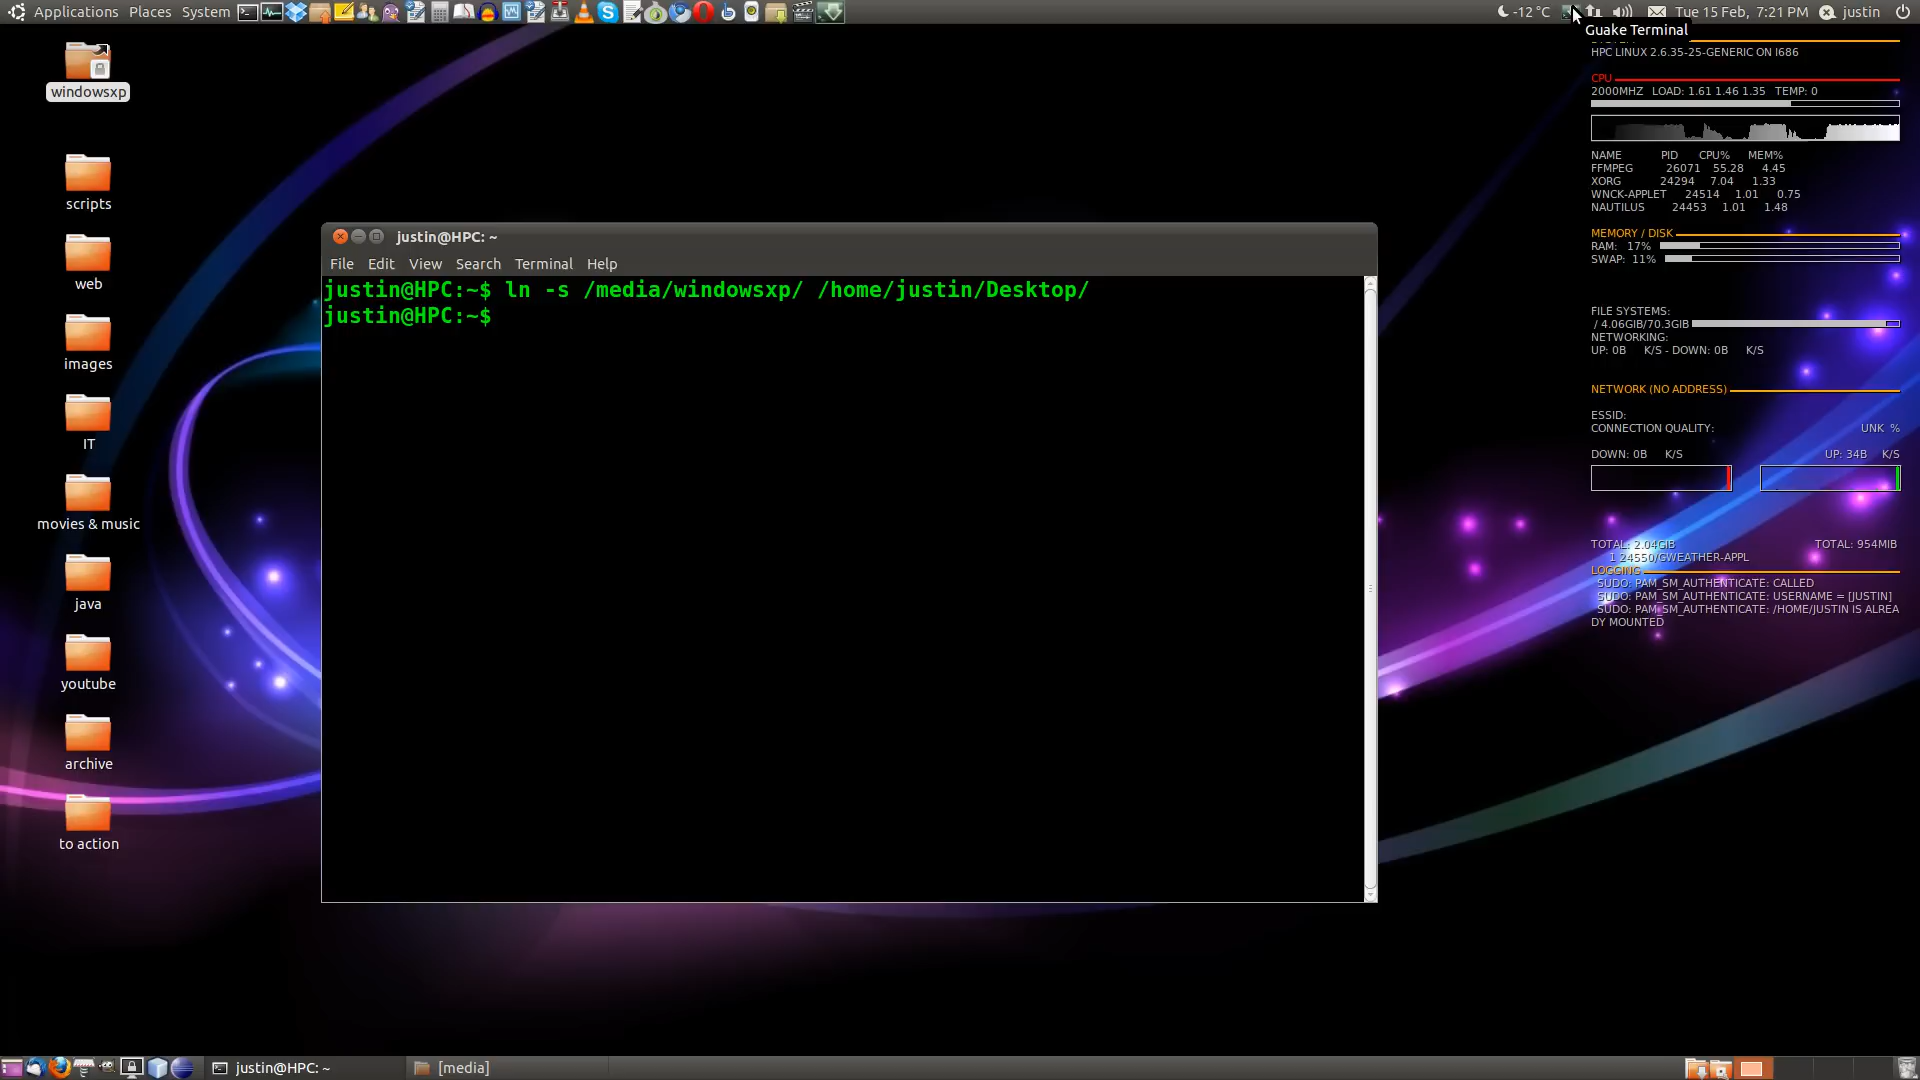 Applications Places System
-12 °C
Tue 15 Feb, 7:21 PM
justin
Guake Terminal
windowsxp
scripts
web
images
IT
movies & music
java
youtube
archive
to action
justin@HPC: ~
File Edit View Search Terminal Help
justin@HPC:~$ ln -s /media/windowsxp/ /home/justin/Desktop/
justin@HPC:~$
HPC LINUX 2.6.35-25-GENERIC ON I686
CPU
2000MHZ LOAD: 1.61 1.46 1.35 TEMP: 0
NAME PID CPU% MEM%
FFMPEG 26071 55.28 4.45
XORG 24294 7.04 1.33
WNCK-APPLET 24514 1.01 0.75
NAUTILUS 24453 1.01 1.48
MEMORY / DISK
RAM: 17%
SWAP: 11%
FILE SYSTEMS:
/ 4.06GIB/70.3GIB
NETWORKING:
UP: 0B K/S - DOWN: 0B K/S
NETWORK (NO ADDRESS)
ESSID:
CONNECTION QUALITY: UNK %
DOWN: 0B K/S UP: 34B K/S
TOTAL: 2.04GIB TOTAL: 954MIB
1 24550/GWEATHER-APPL
LOGGING
SUDO: PAM_SM_AUTHENTICATE: CALLED
SUDO: PAM_SM_AUTHENTICATE: USERNAME = [JUSTIN]
SUDO: PAM_SM_AUTHENTICATE: /HOME/JUSTIN IS ALREA
DY MOUNTED
justin@HPC: ~
[media]